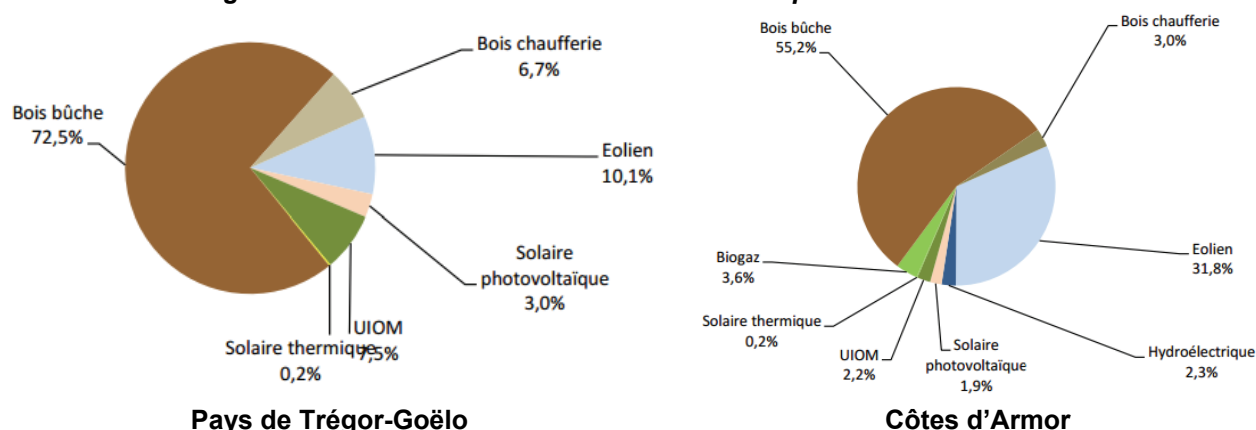 Bois chaufferie
6,7%
Bois bûche
72,5%
Eolien
10,1%
Solaire
photovoltaïque
3,0%
UIOM
7,5%
Solaire thermique
0,2%
Pays de Trégor-Goëlo
Bois bûche
55,2%
Bois chaufferie
3,0%
Eolien
31,8%
Biogaz
3,6%
Solaire thermique
0,2%
UIOM
2,2%
Solaire
photovoltaïque
1,9%
Hydroélectrique
2,3%
Côtes d'Armor